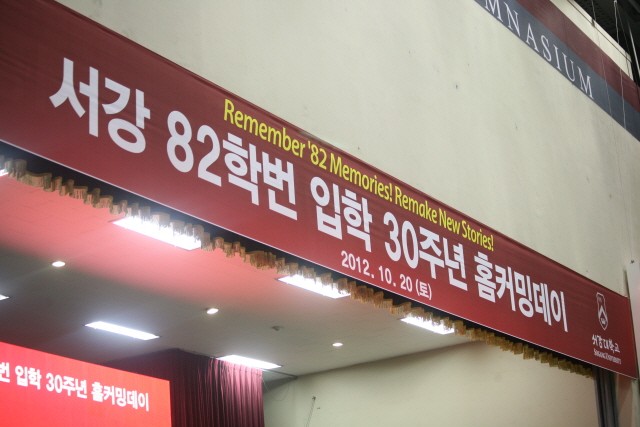 MNASIUM
Remember '82 Memories! Remake New Stories!
서강 82학번 입학 30주년 홈커밍데이
2012. 10. 20 (토)
서강대학교
SOGANG UNIVERSITY
번 입학 30주년 홈커밍데이